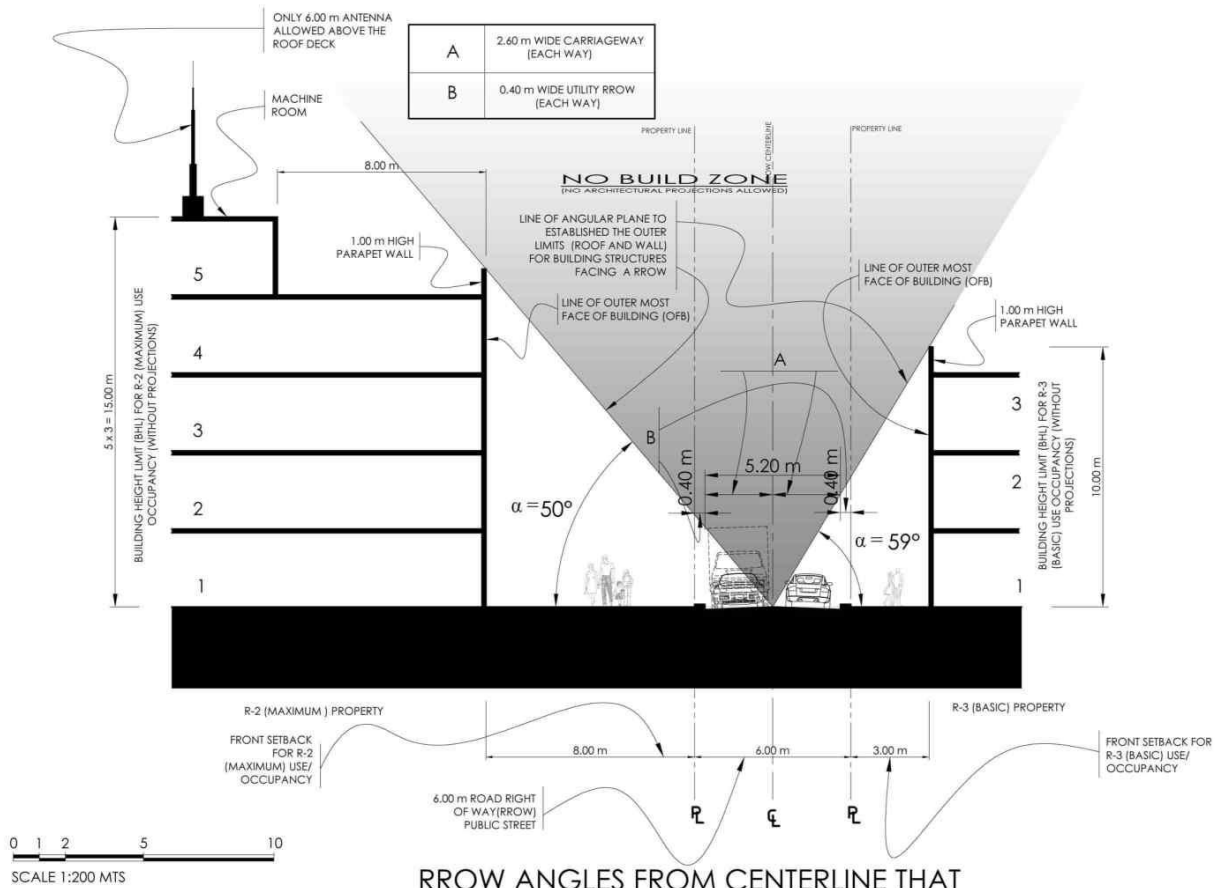 ONLY 6.00 m ANTENNA
ALLOWED ABOVE THE
ROOF DECK
A
2.60 m WIDE CARRIAGEWAY
(EACH WAY)
B
0.40 m WIDE UTILITY RROW
(EACH WAY)
MACHINE
ROOM
PROPERTY LINE
ROW CENTERLINE
PROPERTY LINE
8.00 m
NO BUILD ZONE
(NO ARCHITECTURAL PROJECTIONS ALLOWED)
LINE OF ANGULAR PLANE TO
ESTABLISHED THE OUTER
LIMITS (ROOF AND WALL)
FOR BUILDING STRUCTURES
FACING A RROW
1.00 m HIGH
PARAPET WALL
LINE OF OUTER MOST
FACE OF BUILDING (OFB)
LINE OF OUTER MOST
FACE OF BUILDING (OFB)
1.00 m HIGH
PARAPET WALL
5
4
3
2
1
5 x 3 = 15.00 m
BUILDING HEIGHT LIMIT (BHL) FOR R-2 (MAXIMUM) USE
OCCUPANCY (WITHOUT PROJECTIONS)
A
B
0.40 m
5.20 m
0.40 m
α = 50°
α = 59°
3
2
1
BUILDING HEIGHT LIMIT (BHL) FOR R-3
(BASIC) USE OCCUPANCY (WITHOUT
PROJECTIONS)
10.00 m
R-2 (MAXIMUM ) PROPERTY
R-3 (BASIC) PROPERTY
FRONT SETBACK
FOR R-2
(MAXIMUM) USE/
OCCUPANCY
8.00 m
6.00 m
3.00 m
FRONT SETBACK FOR
R-3 (BASIC) USE/
OCCUPANCY
6.00 m ROAD RIGHT
OF WAY(RROW)
PUBLIC STREET
PL
CL
PL
0 1 2 5 10
SCALE 1:200 MTS
RROW ANGLES FROM CENTERLINE THAT